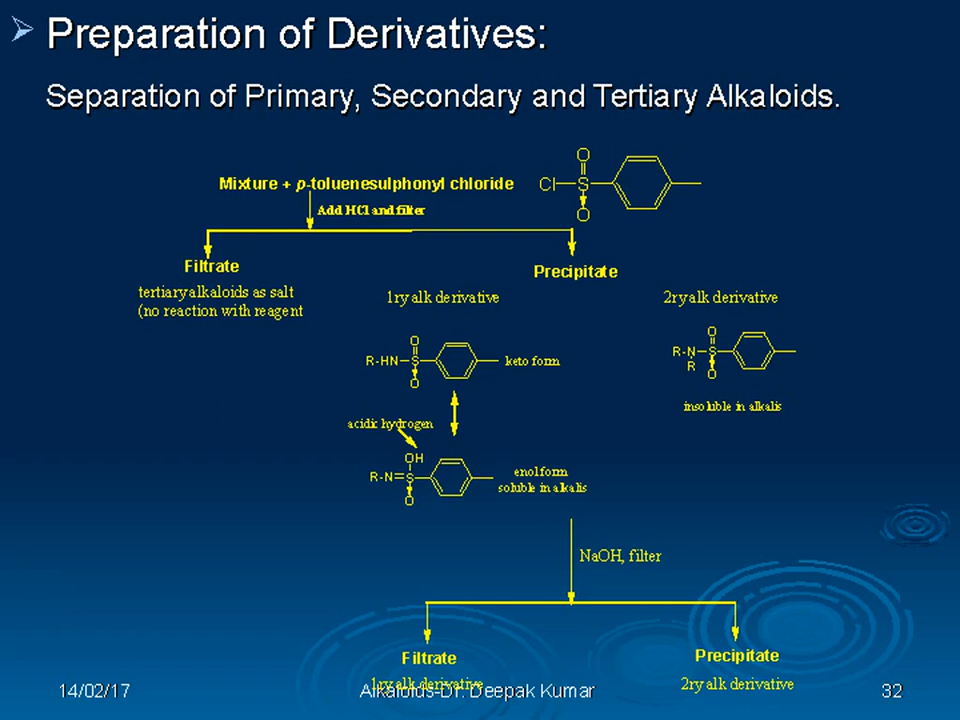 Preparation of Derivatives:
Separation of Primary, Secondary and Tertiary Alkaloids.
Mixture + p-toluenesulphonyl chloride
Cl
O
S
O
Add HCl and filter
Filtrate
Precipitate
tertiary alkaloids as salt
(no reaction with reagent
1ry alk derivative
2ry alk derivative
O
R-HN
S
O
keto form
O
R-N
S
R
O
insoluble in alkalis
acidic hydrogen
OH
R-N=S
O
enol form
soluble in alkalis
NaOH, filter
Filtrate
Precipitate
1ry alk derivative
2ry alk derivative
14/02/17
Alkaloids-Dr. Deepak Kumar
32